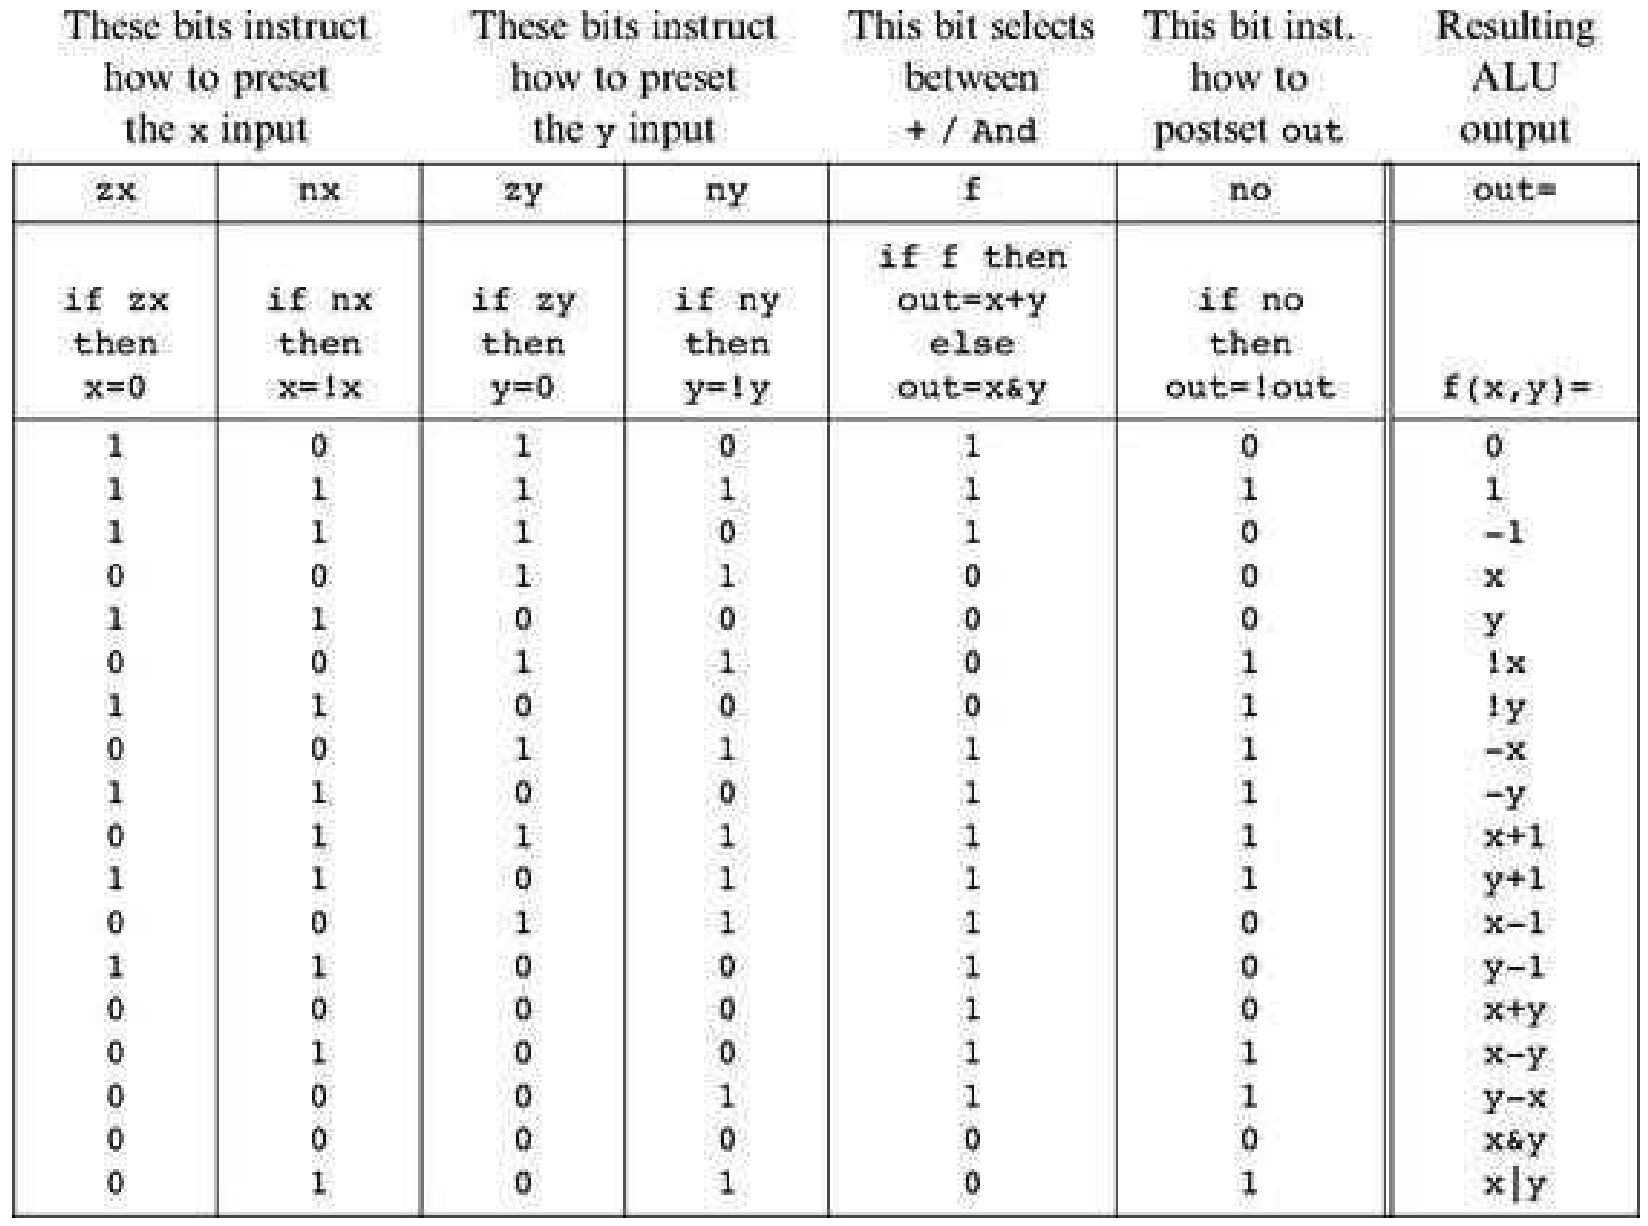 These bits instruct These bits instruct This bit selects This bit inst. Resulting
how to preset how to preset between how to ALU
the x input the y input + / And postset out output
zx nx zy ny f no out=
if f then
if zx if nx if zy if ny out=x+y if no
then then then then else then
x=0 x=!x y=0 y=!y out=x&y out=!out f(x,y)=
1 0 1 0 1 0 0
1 1 1 1 1 1 1
1 1 1 0 1 0 -1
0 0 1 1 0 0 x
1 1 0 0 0 0 y
0 0 1 1 0 1 !x
1 1 0 0 0 1 !y
0 0 1 1 1 1 -x
1 1 0 0 1 1 -y
0 1 1 1 1 1 x+1
1 1 0 1 1 1 y+1
0 0 1 1 1 0 x-1
1 1 0 0 1 0 y-1
0 0 0 0 1 0 x+y
0 1 0 0 1 1 x-y
0 0 0 1 1 1 y-x
0 0 0 0 0 0 x&y
0 1 0 1 0 1 x|y